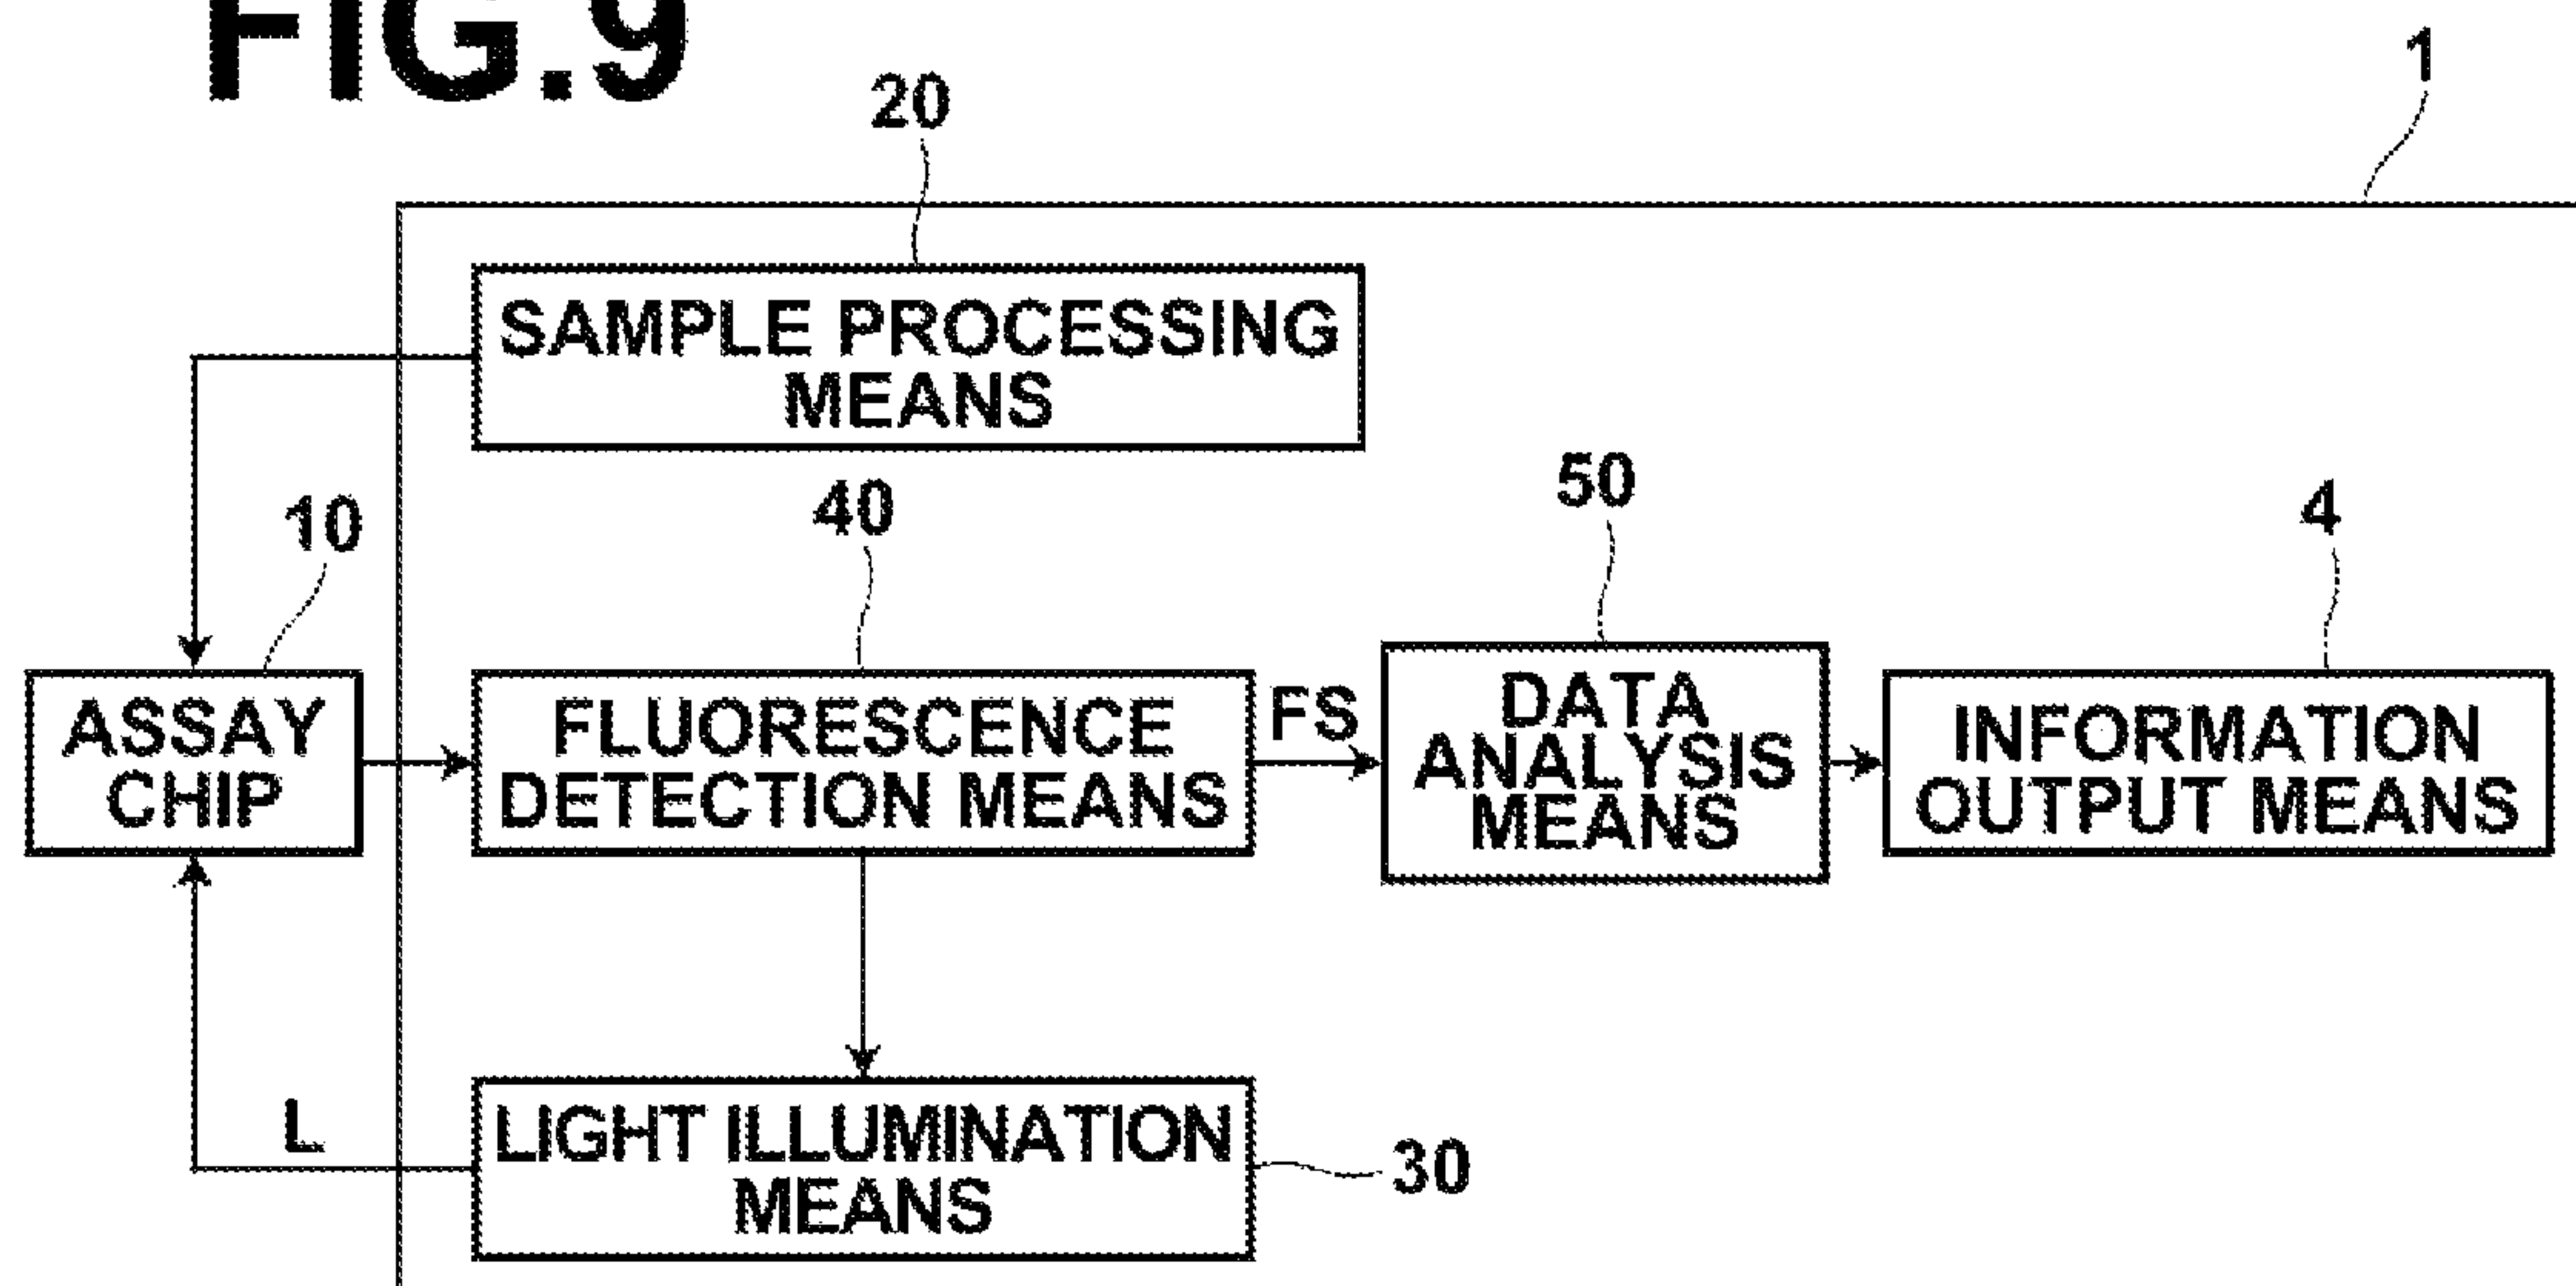 FIG.9
1
20
SAMPLE PROCESSING
MEANS
10
40
50
4
ASSAY
CHIP
FLUORESCENCE
DETECTION MEANS
FS
DATA
ANALYSIS
MEANS
INFORMATION
OUTPUT MEANS
L
LIGHT ILLUMINATION
MEANS
30